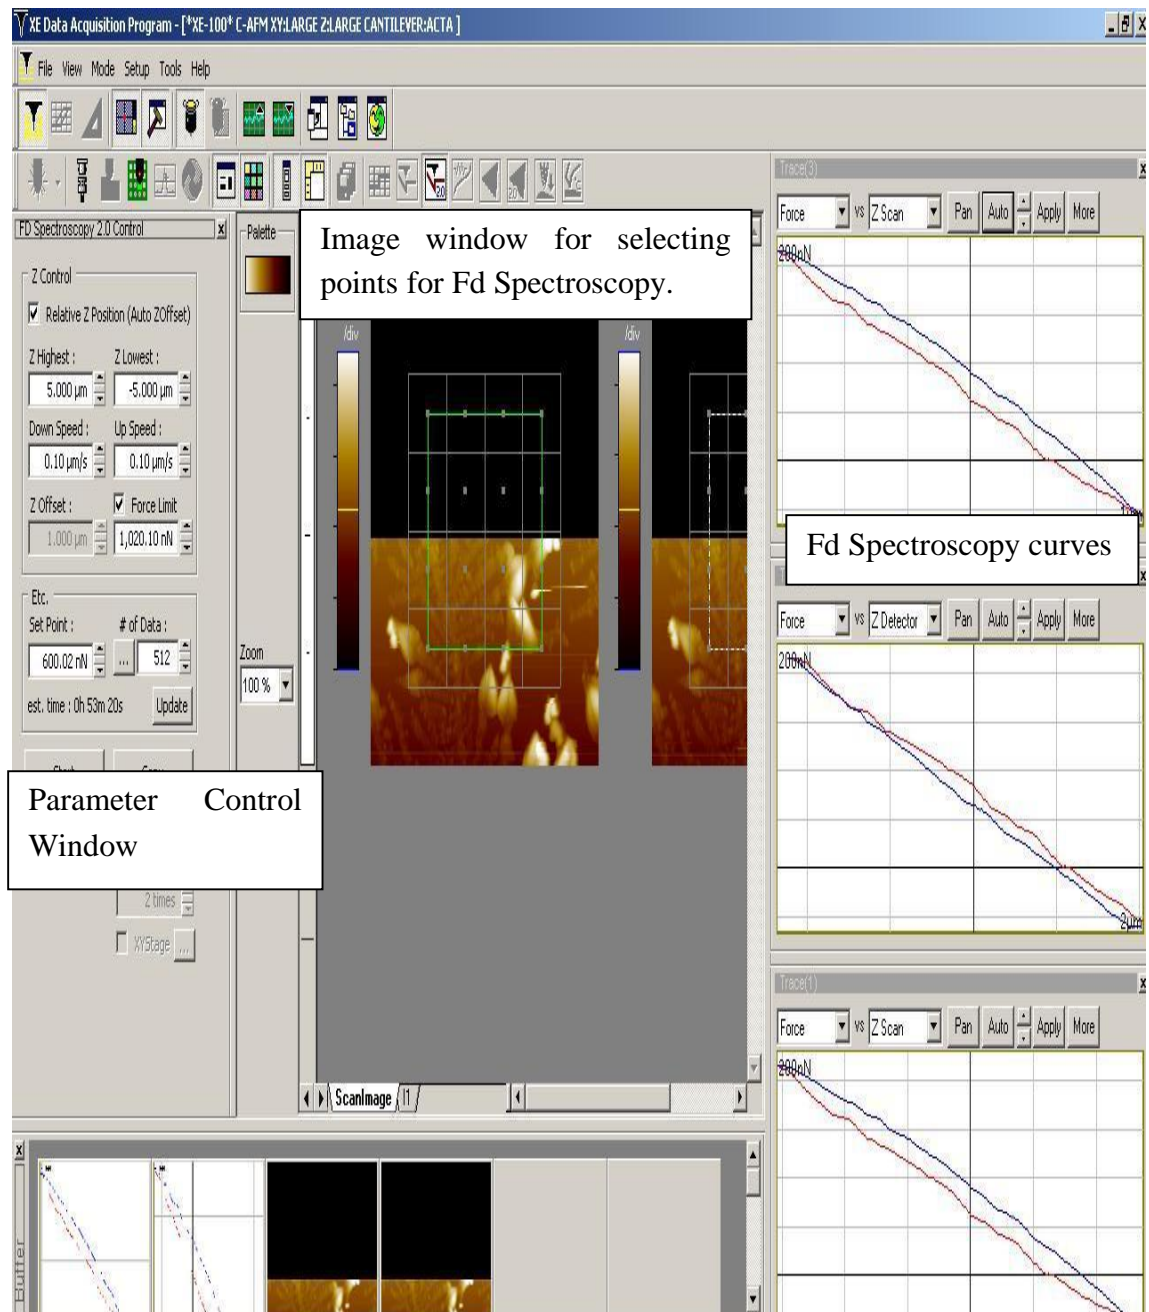 XE Data Acquisition Program - [*XE-100* C-AFM XY:LARGE Z:LARGE CANTILEVER:ACTA ]
File View Mode Setup Tools Help
FD Spectroscopy 2.0 Control
Z Control
Relative Z Position (Auto ZOffset)
Z Highest : Z Lowest :
5.000 µm -5.000 µm
Down Speed : Up Speed :
0.10 µm/s 0.10 µm/s
Z Offset : Force Limit
1.000 µm 1,020.10 nN
Etc.
Set Point : # of Data :
600.02 nN ... 512
est. time : 0h 53m 20s Update
Parameter Control
Window
2 times
XYStage ...
Palette
Zoom
100 %
Image window for selecting
points for Fd Spectroscopy.
/div /div
ScanImage I1
Trace(3)
Force vs Z Scan Pan Auto Apply More
200nN
Fd Spectroscopy curves
Force vs Z Detector Pan Auto Apply More
200nN
2µm
Trace(1)
Force vs Z Scan Pan Auto Apply More
200nN
Buffer